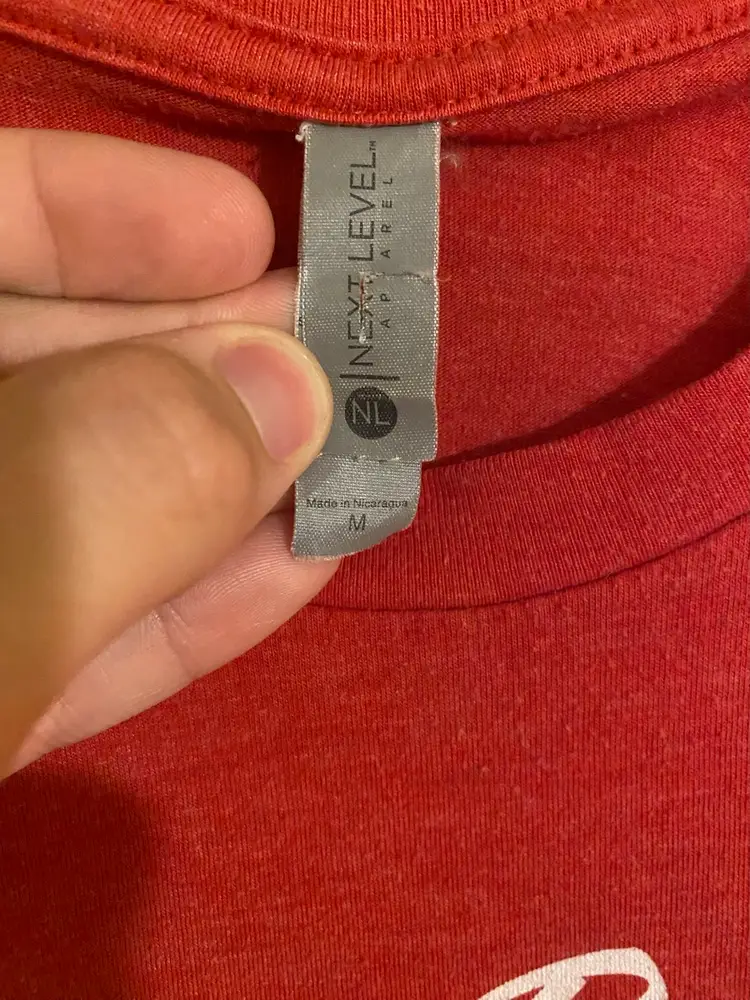 NEXT LEVEL™
APPAREL
NL
Made in Nicaragua
M